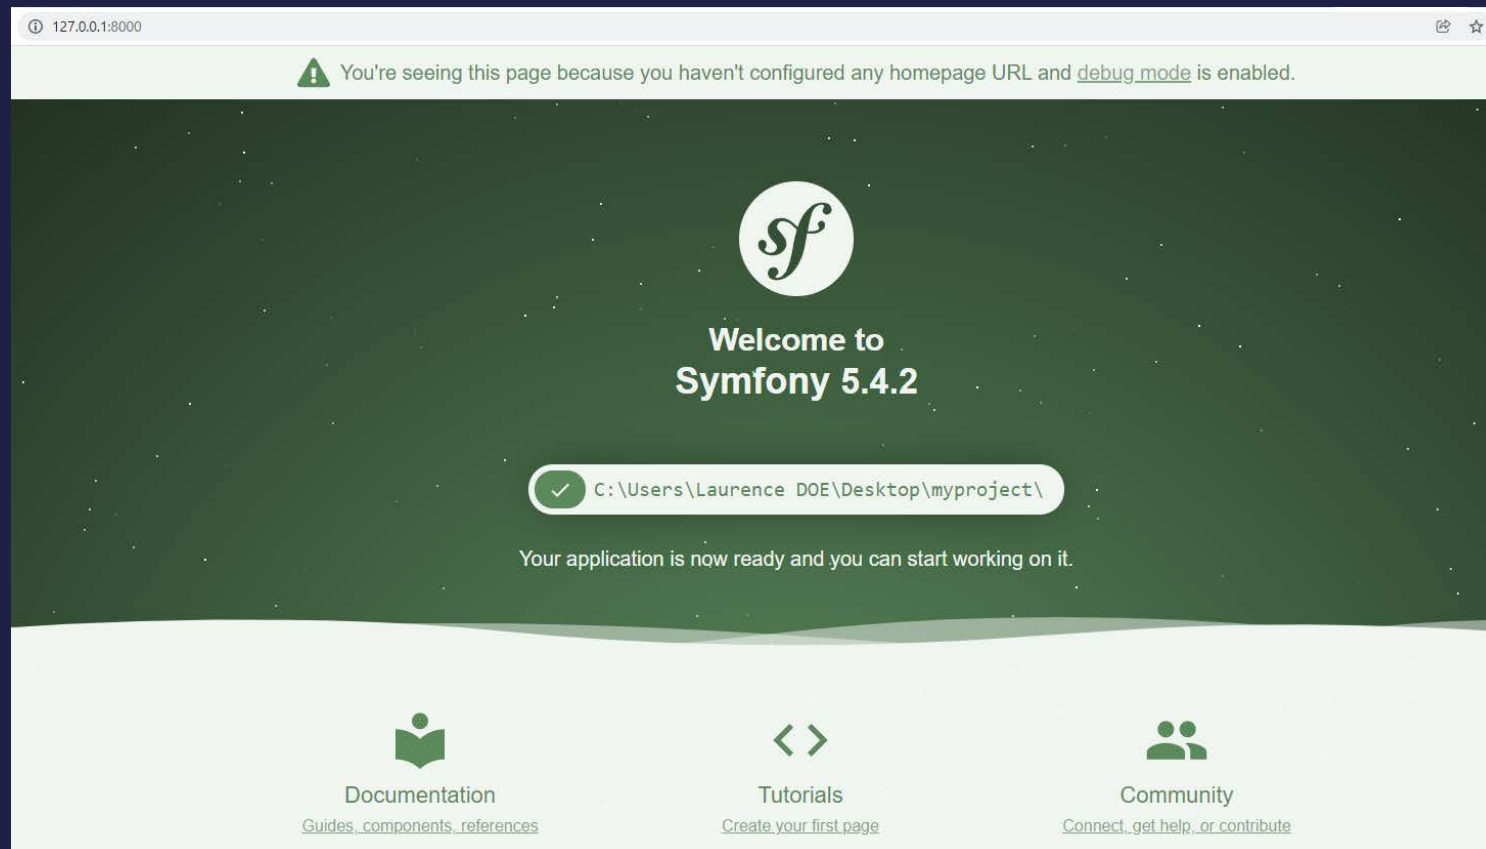 127.0.0.1:8000
You're seeing this page because you haven't configured any homepage URL and debug mode is enabled.
sf
Welcome to
Symfony 5.4.2
C:\Users\Laurence DOE\Desktop\myproject\
Your application is now ready and you can start working on it.
Documentation
Guides, components, references
Tutorials
Create your first page
Community
Connect, get help, or contribute